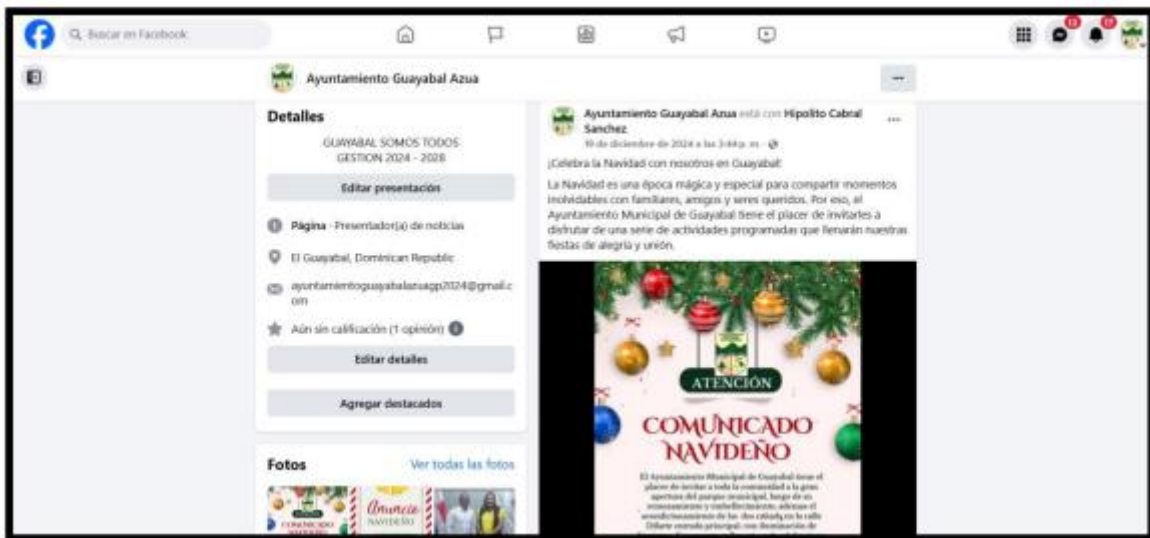 Buscar en Facebook
13
17
Ayuntamiento Guayabal Azua
Detalles
GUAYABAL SOMOS TODOS
GESTION 2024 - 2028
Editar presentación
Página · Presentador(a) de noticias
El Guayabal, Dominican Republic
ayuntamientoguayabalazuagp2024@gmail.c
om
Aún sin calificación (1 opinión)
Editar detalles
Agregar destacados
Fotos
Ver todas las fotos
COMUNICADO
Anuncio
NAVIDEÑO
Ayuntamiento Guayabal Azua está con Hipolito Cabral
Sanchez
19 de diciembre de 2024 a las 3:44 p. m. ·
¡Celebra la Navidad con nosotros en Guayabal!
La Navidad es una época mágica y especial para compartir momentos
inolvidables con familiares, amigos y seres queridos. Por eso, el
Ayuntamiento Municipal de Guayabal tiene el placer de invitarles a
disfrutar de una serie de actividades programadas que llenarán nuestras
fiestas de alegría y unión.
ATENCIÓN
COMUNICADO
NAVIDEÑO
El Ayuntamiento Municipal de Guayabal tiene el
placer de invitar a toda la comunidad a la gran
apertura del parque municipal, luego de su
remozamiento y embellecimiento, además el
acondicionamiento de las dos en la calle
Duarte entrada principal, con iluminación de